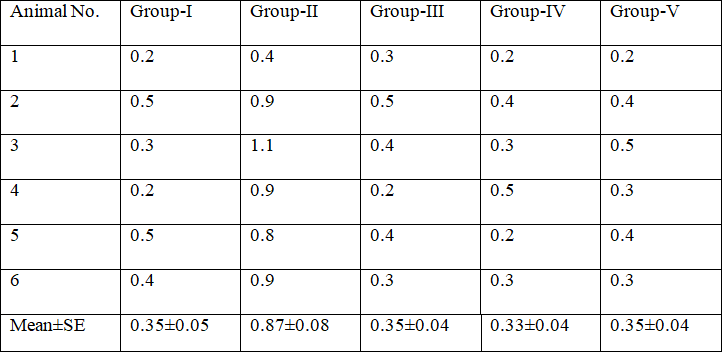 Animal No. Group-I Group-II Group-III Group-IV Group-V
1 0.2 0.4 0.3 0.2 0.2
2 0.5 0.9 0.5 0.4 0.4
3 0.3 1.1 0.4 0.3 0.5
4 0.2 0.9 0.2 0.5 0.3
5 0.5 0.8 0.4 0.2 0.4
6 0.4 0.9 0.3 0.3 0.3
Mean±SE 0.35±0.05 0.87±0.08 0.35±0.04 0.33±0.04 0.35±0.04